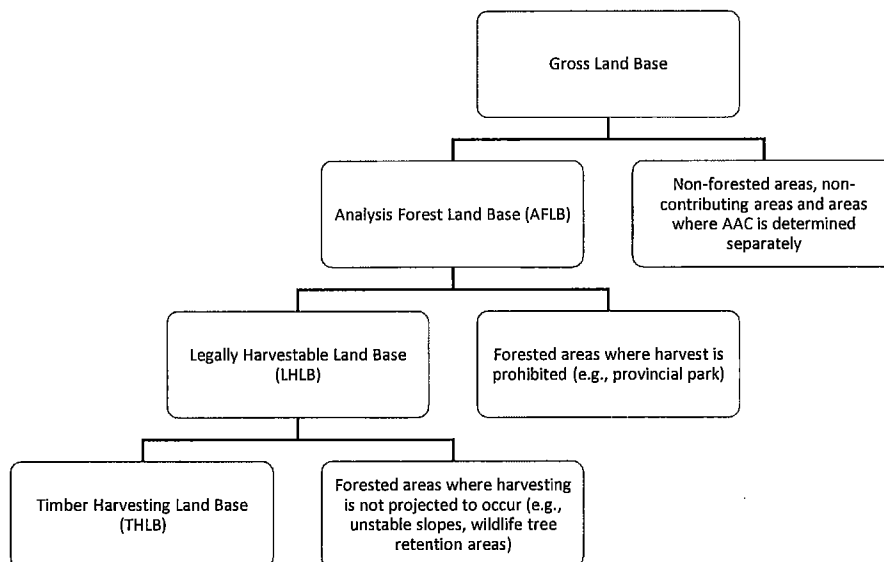 Gross Land Base
Analysis Forest Land Base (AFLB)
Non-forested areas, non-
contributing areas and areas
where AAC is determined
separately
Legally Harvestable Land Base
(LHLB)
Forested areas where harvest is
prohibited (e.g., provincial park)
Timber Harvesting Land Base
(THLB)
Forested areas where harvesting
is not projected to occur (e.g.,
unstable slopes, wildlife tree
retention areas)